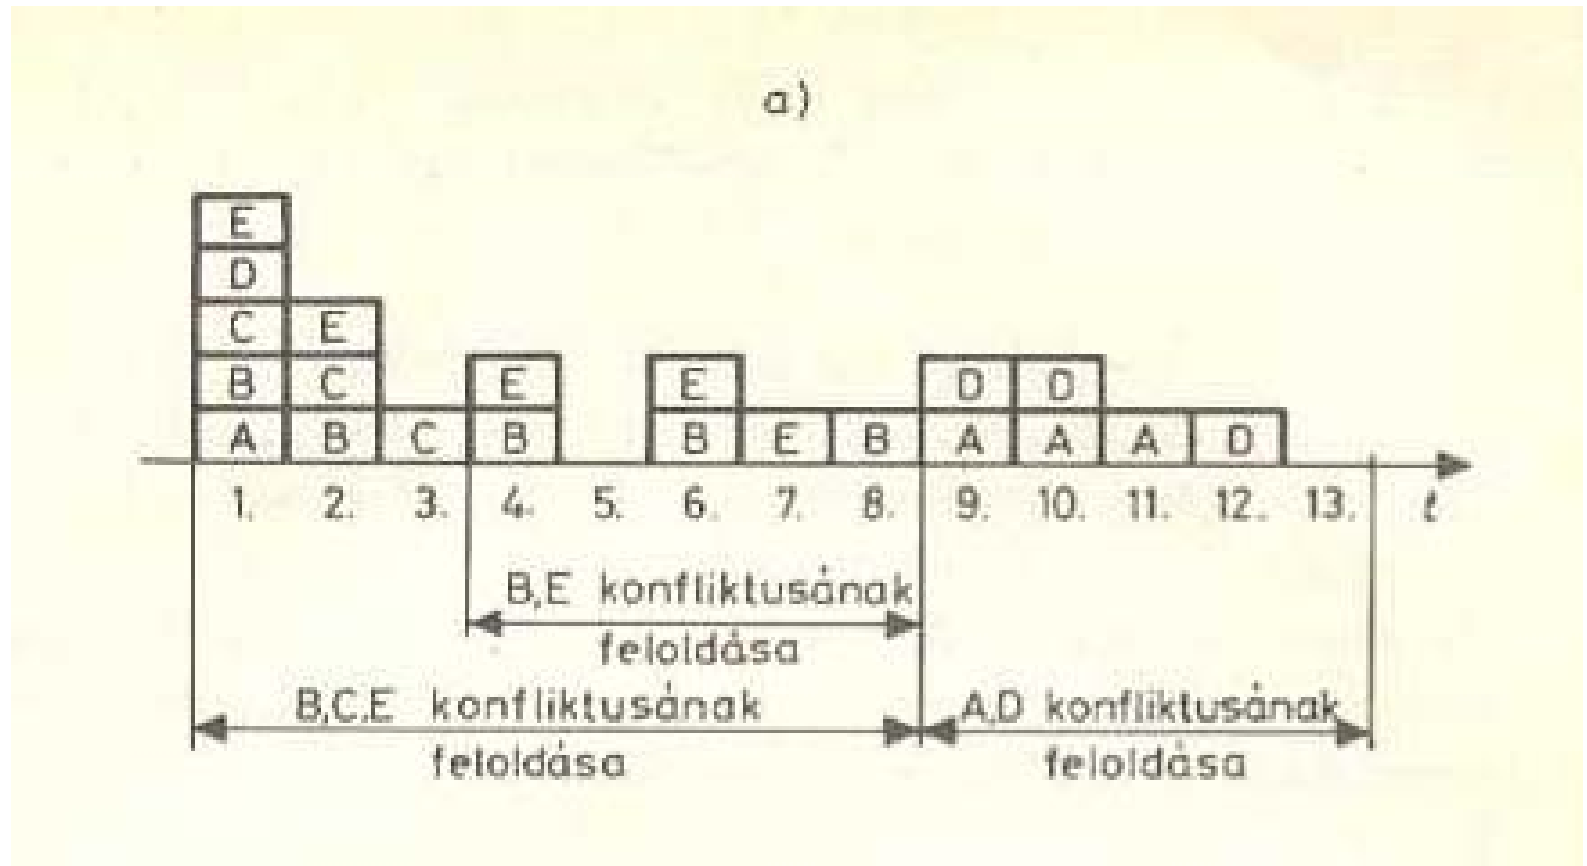 a)
E
D
C E
B C E E D D
A B C B B E B A A A D
1. 2. 3. 4. 5. 6. 7. 8. 9. 10. 11. 12. 13. t
B,E konfliktusának
feloldása
B,C,E konfliktusának A,D konfliktusának
feloldása feloldása